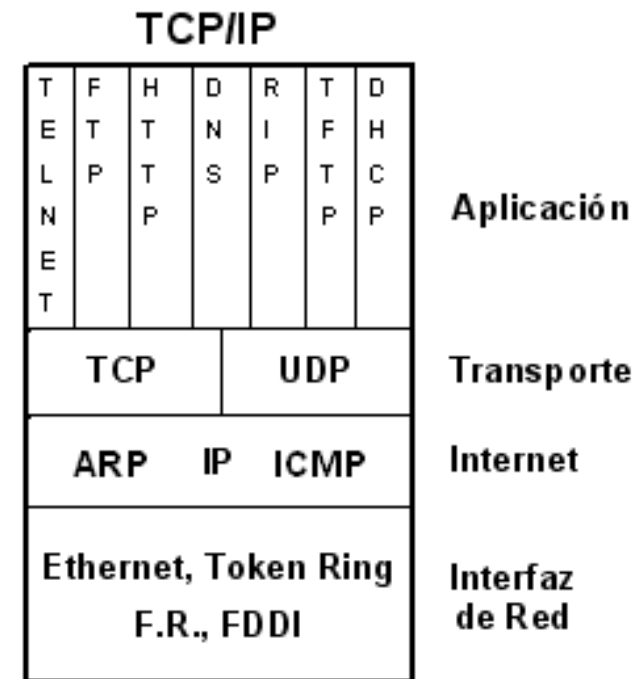 TCP/IP
TELNET
FTP
HTTP
DNS
RIP
TFTP
DHCP
Aplicación
TCP
UDP
Transporte
ARP IP ICMP
Internet
Ethernet, Token Ring
F.R., FDDI
Interfaz
de Red